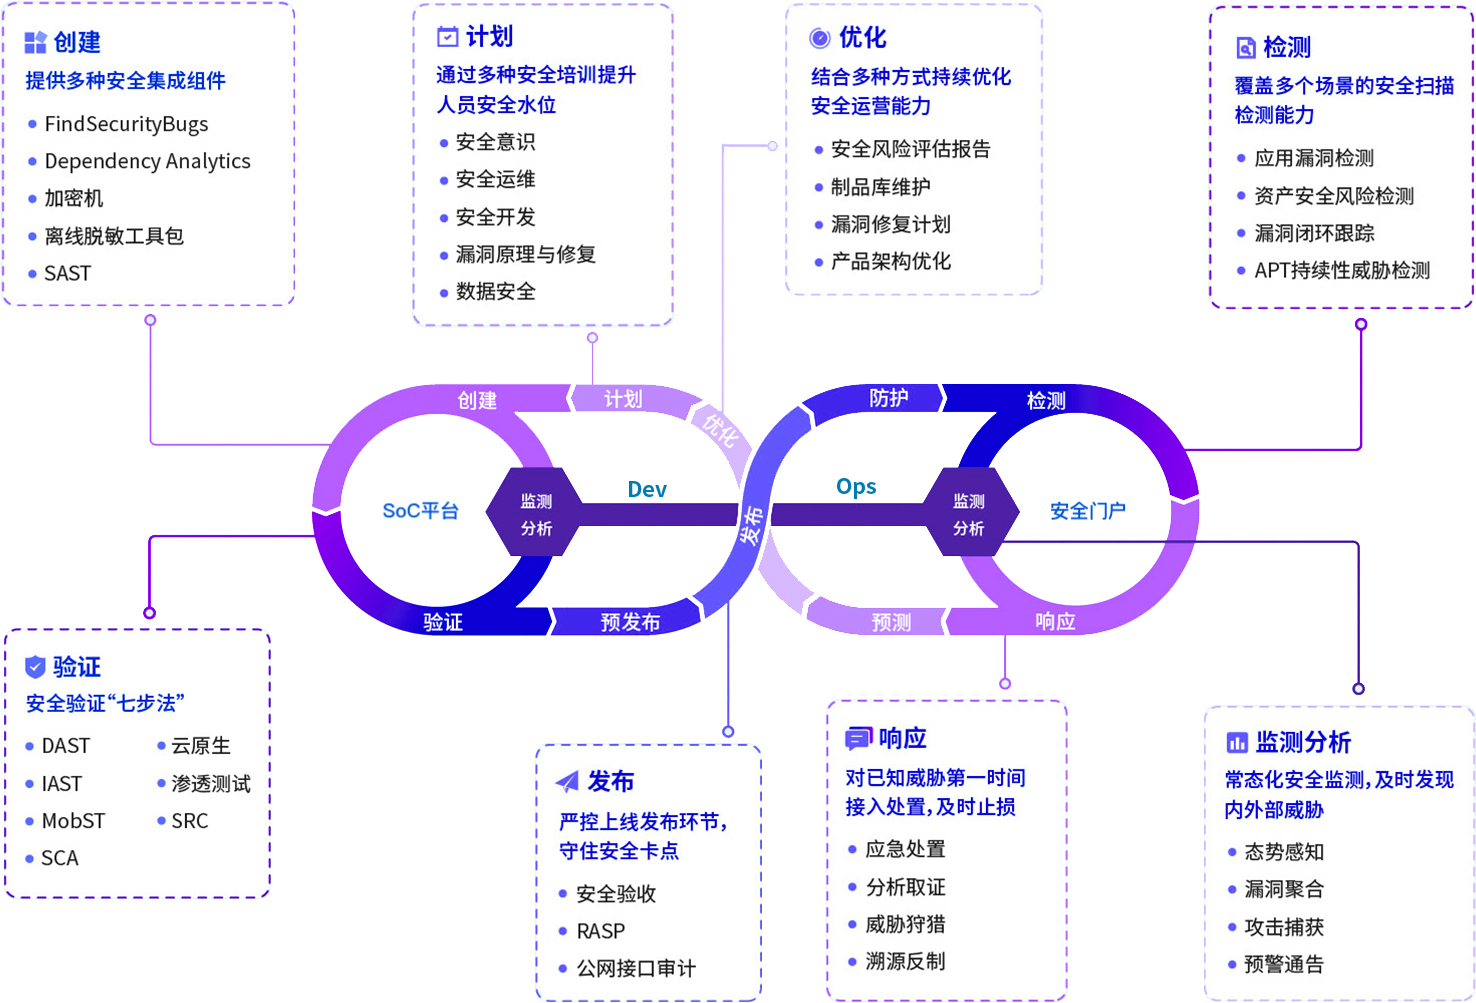 创建
提供多种安全集成组件
FindSecurityBugs
Dependency Analytics
加密机
离线脱敏工具包
SAST
计划
通过多种安全培训提升
人员安全水位
安全意识
安全运维
安全开发
漏洞原理与修复
数据安全
优化
结合多种方式持续优化
安全运营能力
安全风险评估报告
制品库维护
漏洞修复计划
产品架构优化
检测
覆盖多个场景的安全扫描
检测能力
应用漏洞检测
资产安全风险检测
漏洞闭环跟踪
APT持续性威胁检测
创建
计划
优化
防护
检测
SoC平台
监测
分析
Dev
发布
Ops
监测
分析
安全门户
验证
预发布
预测
响应
验证
安全验证“七步法”
DAST
IAST
MobST
SCA
云原生
渗透测试
SRC
发布
严控上线发布环节，
守住安全卡点
安全验收
RASP
公网接口审计
响应
对已知威胁第一时间
接入处置，及时止损
应急处置
分析取证
威胁狩猎
溯源反制
监测分析
常态化安全监测，及时发现
内外部威胁
态势感知
漏洞聚合
攻击捕获
预警通告